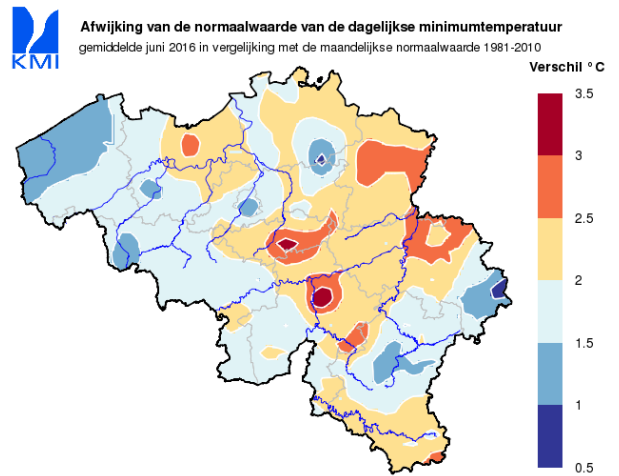 Afwijking van de normaalwaarde van de dagelijkse minimumtemperatuur
gemiddelde juni 2016 in vergelijking met de maandelijkse normaalwaarde 1981-2010
KMI
Verschil °C
3.5
3
2.5
2
1.5
1
0.5